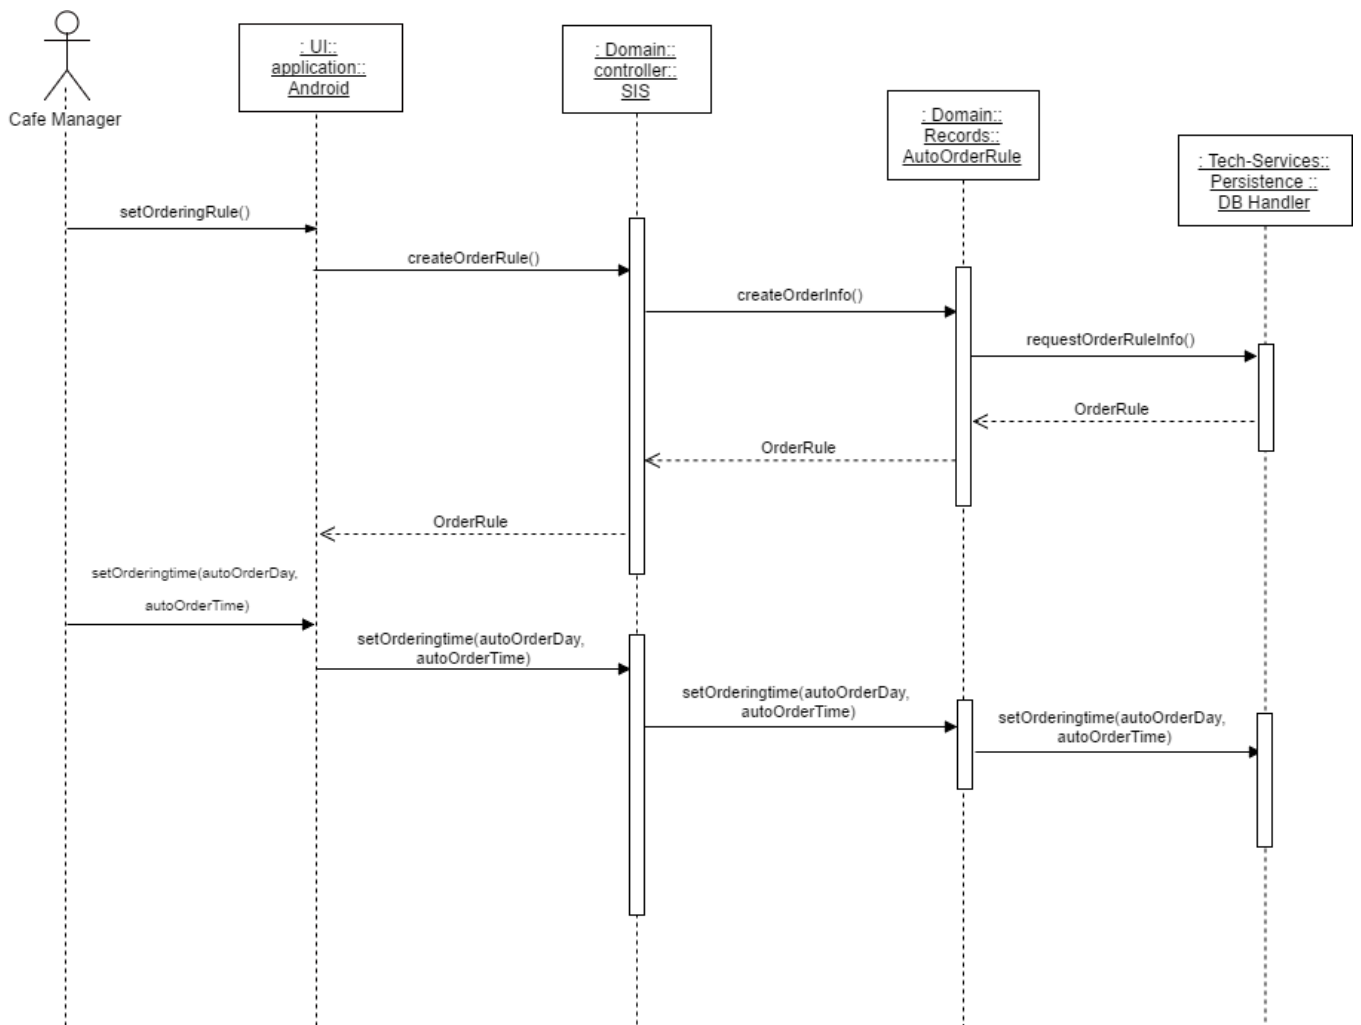 Cafe Manager
: UI::
application::
Android
: Domain::
controller::
SIS
: Domain::
Records::
AutoOrderRule
: Tech-Services::
Persistence ::
DB Handler
setOrderingRule()
createOrderRule()
createOrderInfo()
requestOrderRuleInfo()
OrderRule
OrderRule
OrderRule
setOrderingtime(autoOrderDay,
autoOrderTime)
setOrderingtime(autoOrderDay,
autoOrderTime)
setOrderingtime(autoOrderDay,
autoOrderTime)
setOrderingtime(autoOrderDay,
autoOrderTime)